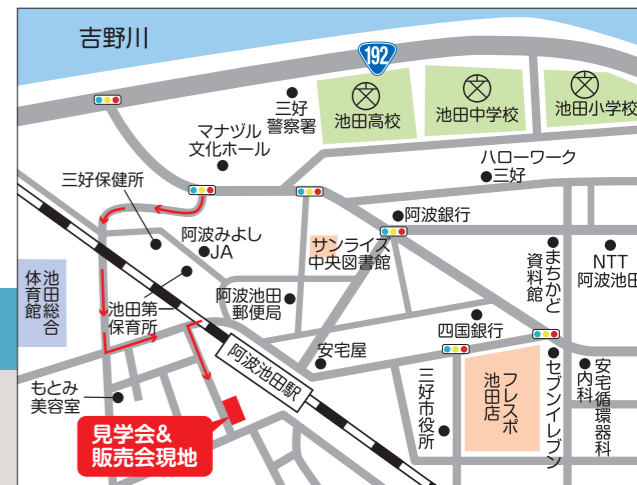 吉野川
192
三好
警察署
池田高校
池田中学校
池田小学校
マナヅル
文化ホール
ハローワーク
三好
三好保健所
阿波銀行
阿波みよし
JA
サンライズ
中央図書館
まちかど
資料館
NTT
阿波池田
池田総合
体育館
池田第一
保育所
阿波池田
郵便局
四国銀行
安宅屋
阿波池田駅
もとみ
美容室
三好市役所
フレスポ
池田店
セブンイレブン
安宅循環器科
内科
見学会&
販売会現地